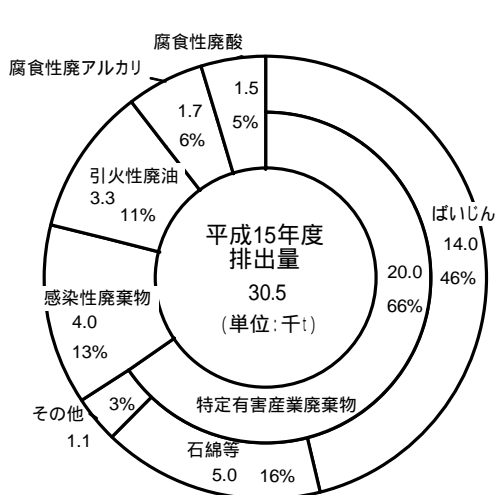 腐食性廃酸
1.5
5%
腐食性廃アルカリ
1.7
6%
引火性廃油
3.3
11%
ばいじん
14.0
46%
平成15年度
排出量
30.5
(単位:千t)
20.0
66%
感染性廃棄物
4.0
13%
特定有害産業廃棄物
その他
3%
1.1
石綿等
5.0 16%